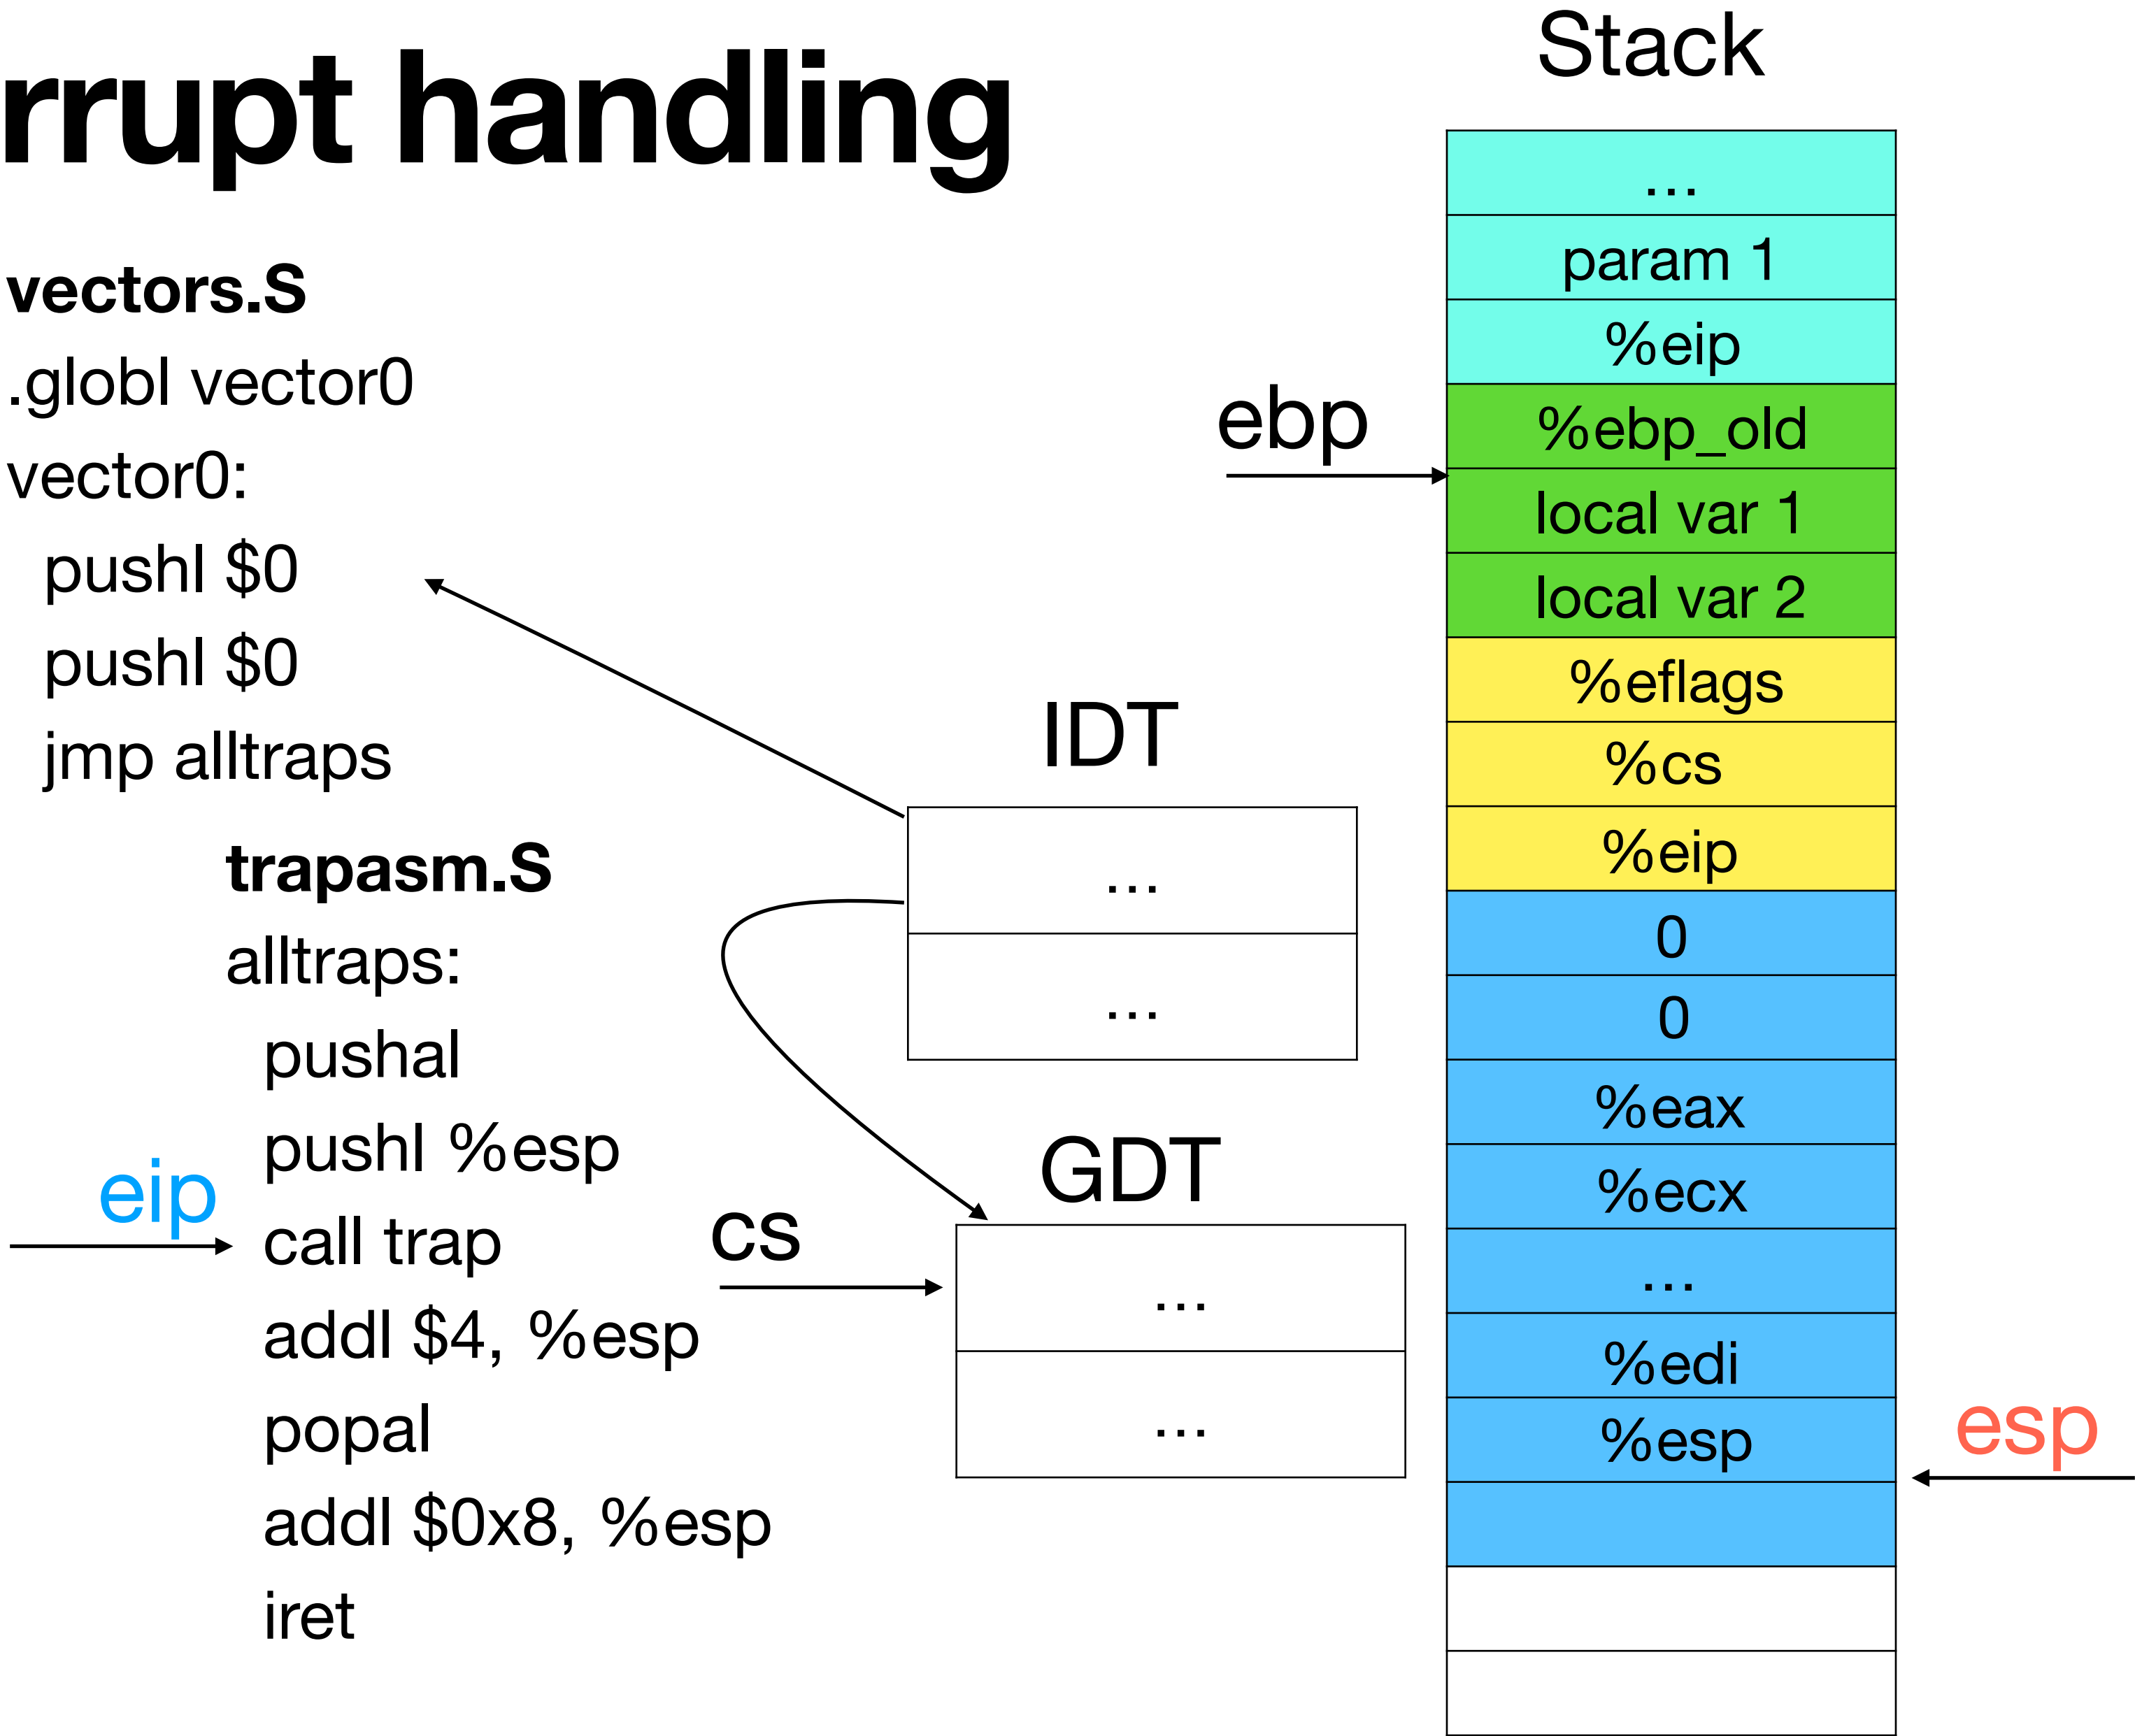 rrupt handling
vectors.S
.globl vector0
vector0:
pushl $0
pushl $0
jmp alltraps
trapasm.S
alltraps:
pushal
pushl %esp
eip
call trap
addl $4, %esp
popal
addl $0x8, %esp
iret
IDT
...
...
GDT
cs
...
...
Stack
...
param 1
%eip
ebp
%ebp_old
local var 1
local var 2
%eflags
%cs
%eip
0
0
%eax
%ecx
...
%edi
%esp
esp